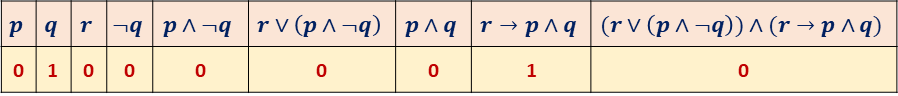 p q r ¬q p ∧ ¬q r ∨ (p ∧ ¬q) p ∧ q r → p ∧ q (r ∨ (p ∧ ¬q)) ∧ (r → p ∧ q)
0 1 0 0 0 0 0 1 0